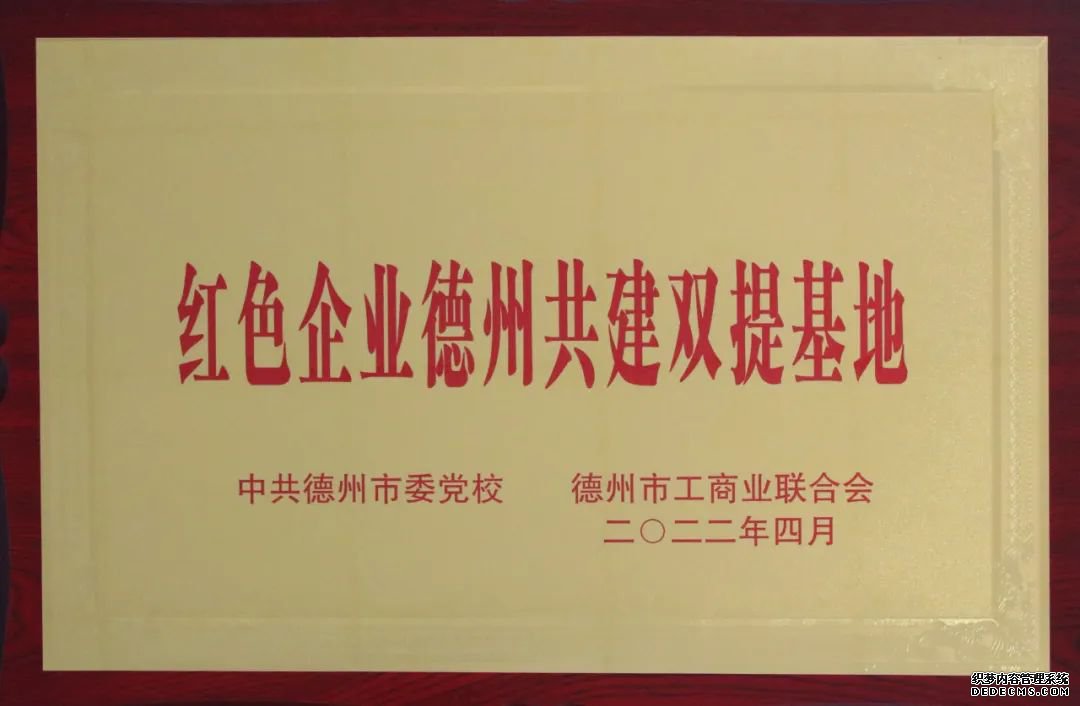 红色企业德州共建双提基地
中共德州市委党校 德州市工商业联合会
二〇二二年四月
织梦内容管理系统
DEDECMS.COM